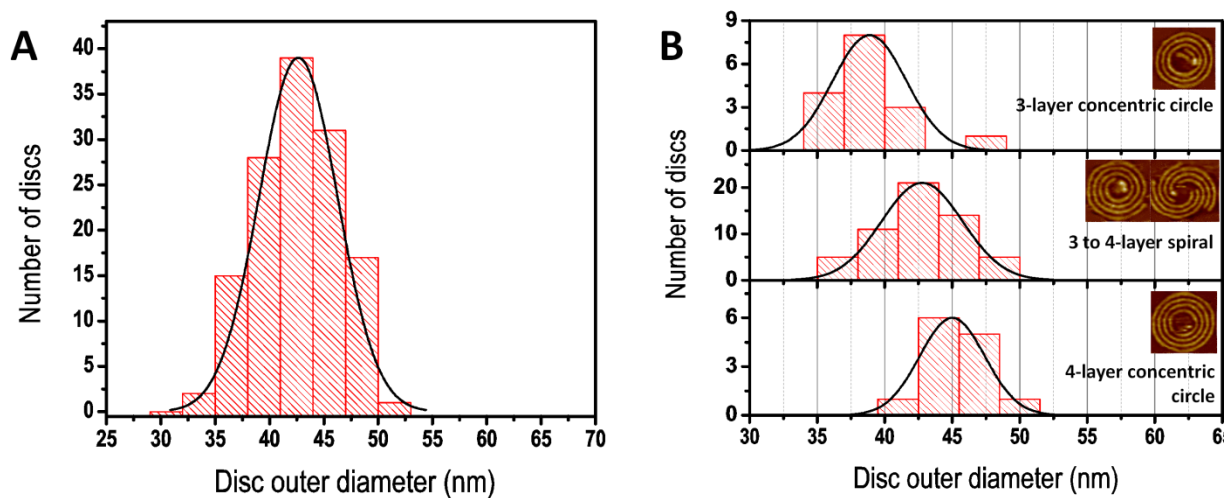 A
Number of discs
40
35
30
25
20
15
10
5
0
25 30 35 40 45 50 55 60 65 70
Disc outer diameter (nm)
B
Number of discs
9
6
3
0
3-layer concentric circle
20
10
0
3 to 4-layer spiral
6
3
0
4-layer concentric
circle
30 35 40 45 50 55 60 65
Disc outer diameter (nm)